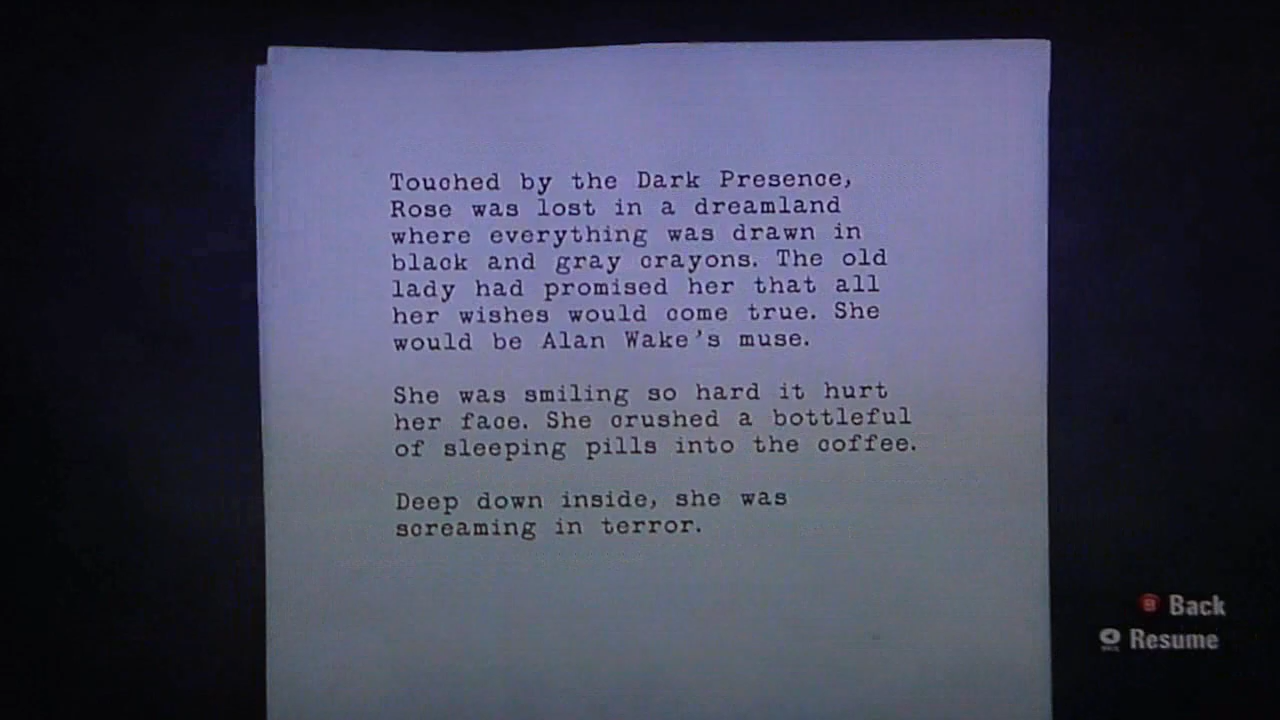 Touched by the Dark Presence,
Rose was lost in a dreamland
where everything was drawn in
black and gray crayons. The old
lady had promised her that all
her wishes would come true. She
would be Alan Wake's muse.
She was smiling so hard it hurt
her face. She crushed a bottleful
of sleeping pills into the coffee.
Deep down inside, she was
screaming in terror.
B Back
Resume